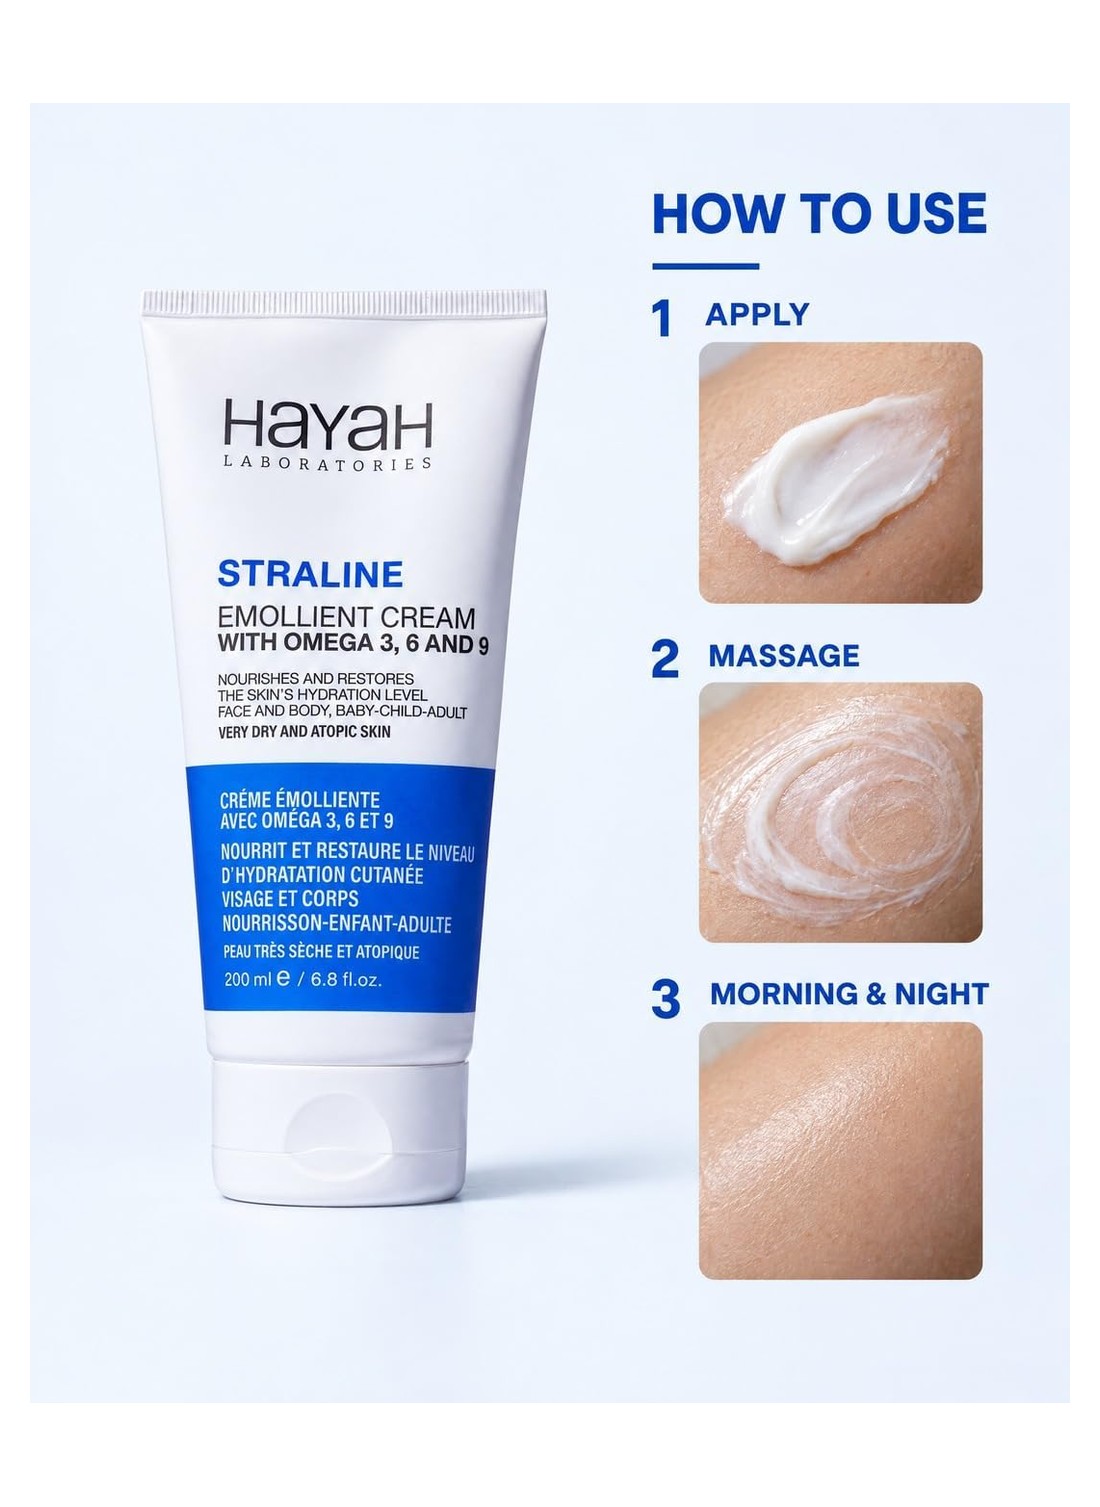 HAYAH
LABORATORIES
STRALINE
EMOLLIENT CREAM
WITH OMEGA 3, 6 AND 9
NOURISHES AND RESTORES
THE SKIN'S HYDRATION LEVEL
FACE AND BODY, BABY-CHILD-ADULT
VERY DRY AND ATOPIC SKIN
CRÉME ÉMOLLIENTE
AVEC OMÉGA 3, 6 ET 9
NOURRIT ET RESTAURE LE NIVEAU
D'HYDRATATION CUTANÉE
VISAGE ET CORPS
NOURRISSON-ENFANT-ADULTE
PEAU TRÈS SÈCHE ET ATOPIQUE
200 ml e / 6.8 fl.oz.
HOW TO USE
1 APPLY
2 MASSAGE
3 MORNING & NIGHT